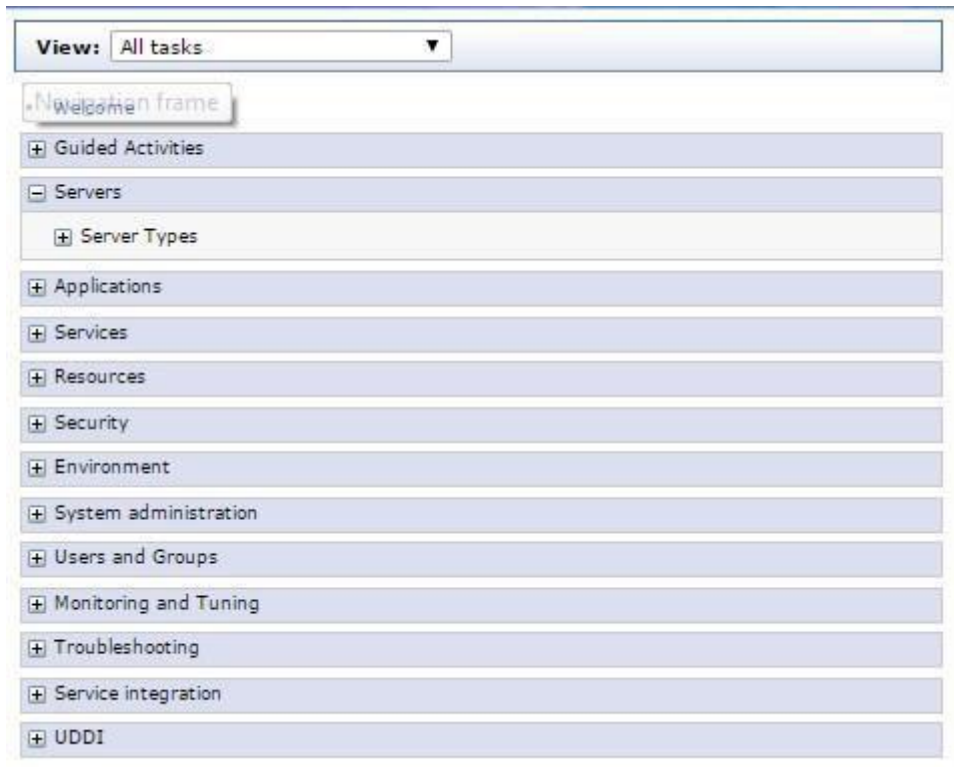 View: All tasks
Navigation frame
Welcome
Guided Activities
Servers
Server Types
Applications
Services
Resources
Security
Environment
System administration
Users and Groups
Monitoring and Tuning
Troubleshooting
Service integration
UDDI